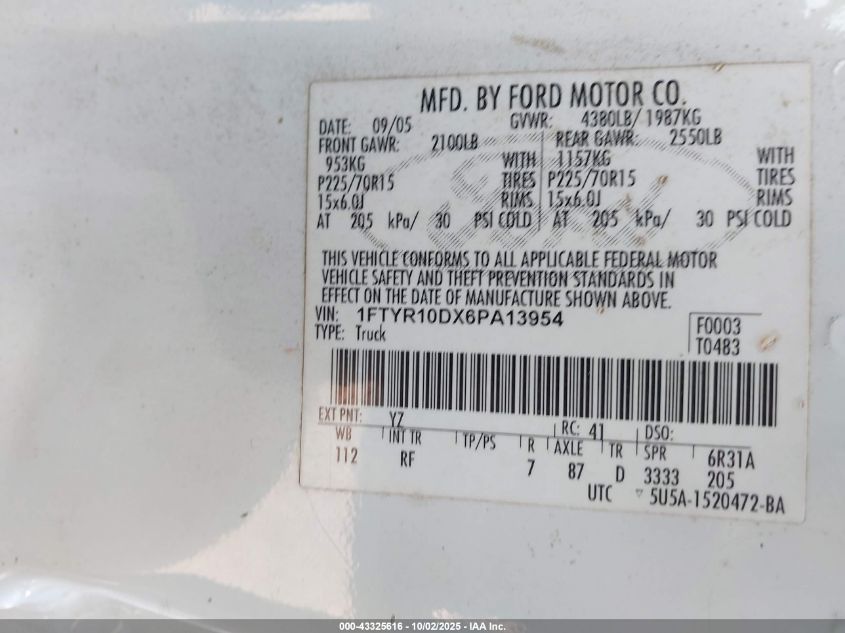 MFD. BY FORD MOTOR CO.
DATE: 09/05 GVWR: 4380LB/ 1987KG
FRONT GAWR: 2100LB REAR GAWR: 2550LB
953KG WITH 1157KG WITH
P225/70R15 TIRES P225/70R15 TIRES
15x6.0J RIMS 15x6.0J RIMS
AT 205 kPa/ 30 PSI COLD AT 205 kPa/ 30 PSI COLD
THIS VEHICLE CONFORMS TO ALL APPLICABLE FEDERAL MOTOR
VEHICLE SAFETY AND THEFT PREVENTION STANDARDS IN
EFFECT ON THE DATE OF MANUFACTURE SHOWN ABOVE.
VIN: 1FTYR10DX6PA13954 F0003
TYPE: Truck T0483
EXT PNT: YZ RC: 41 DSO:
WB INT TR TP/PS R AXLE TR SPR 6R31A
112 RF 7 87 D 3333 205
UTC 5U5A-1520472-BA
000-43325616 - 10/02/2025 - IAA Inc.